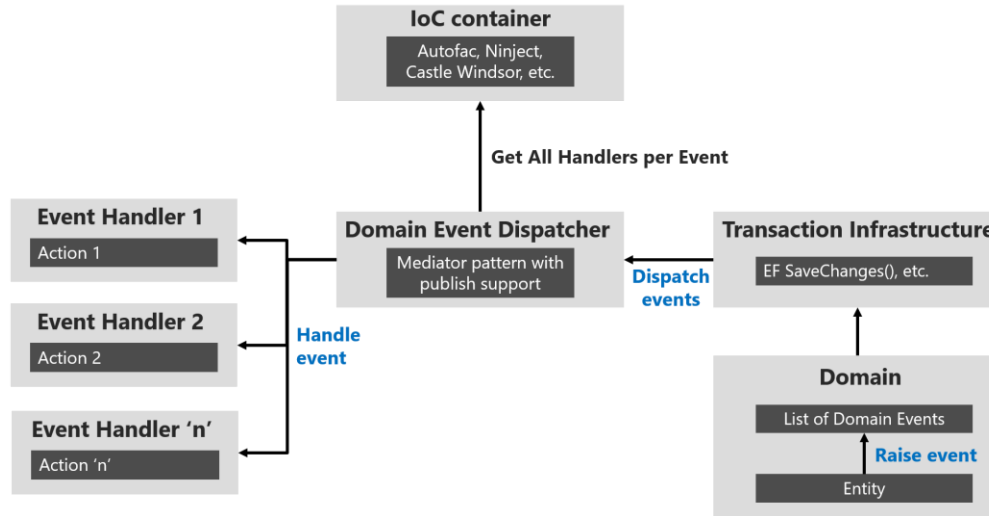 IoC container
Autofac, Ninject,
Castle Windsor, etc.
Get All Handlers per Event
Event Handler 1
Action 1
Event Handler 2
Action 2
Event Handler ‘n’
Action ‘n’
Handle
event
Domain Event Dispatcher
Mediator pattern with
publish support
Dispatch
events
Transaction Infrastructure
EF SaveChanges(), etc.
Domain
List of Domain Events
Raise event
Entity